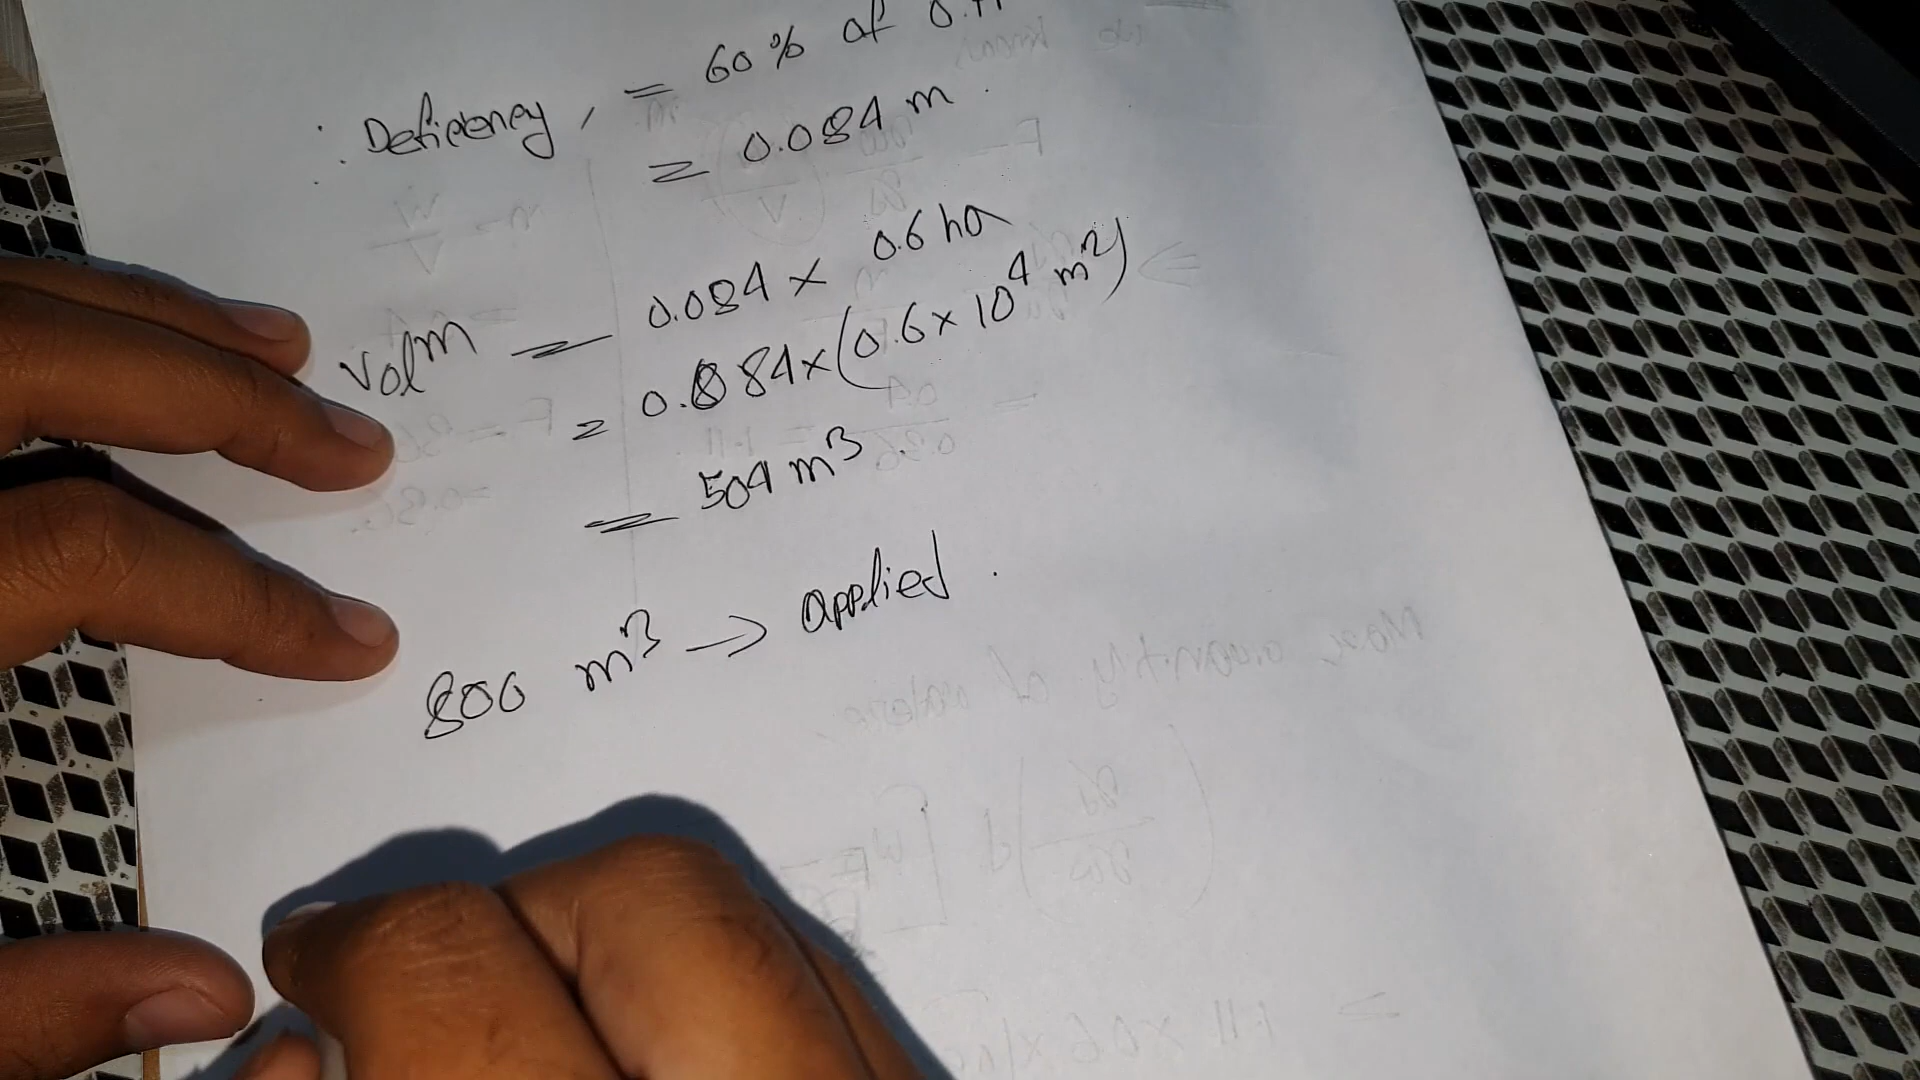 ∴ Deficiency, = 60% of 0.
= 0.084 m.
Volm = 0.084 × 0.6 ha
= 0.084 × (0.6 × 10⁴ m²)
= 504 m³
800 m³ → applied.